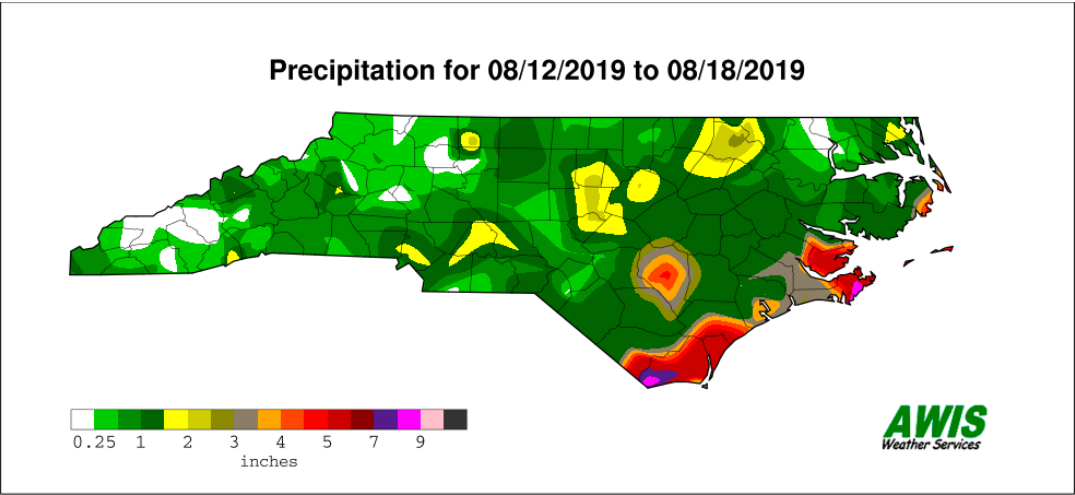 Precipitation for 08/12/2019 to 08/18/2019
0.25 1 2 3 4 5 7 9
inches
AWIS
Weather Services